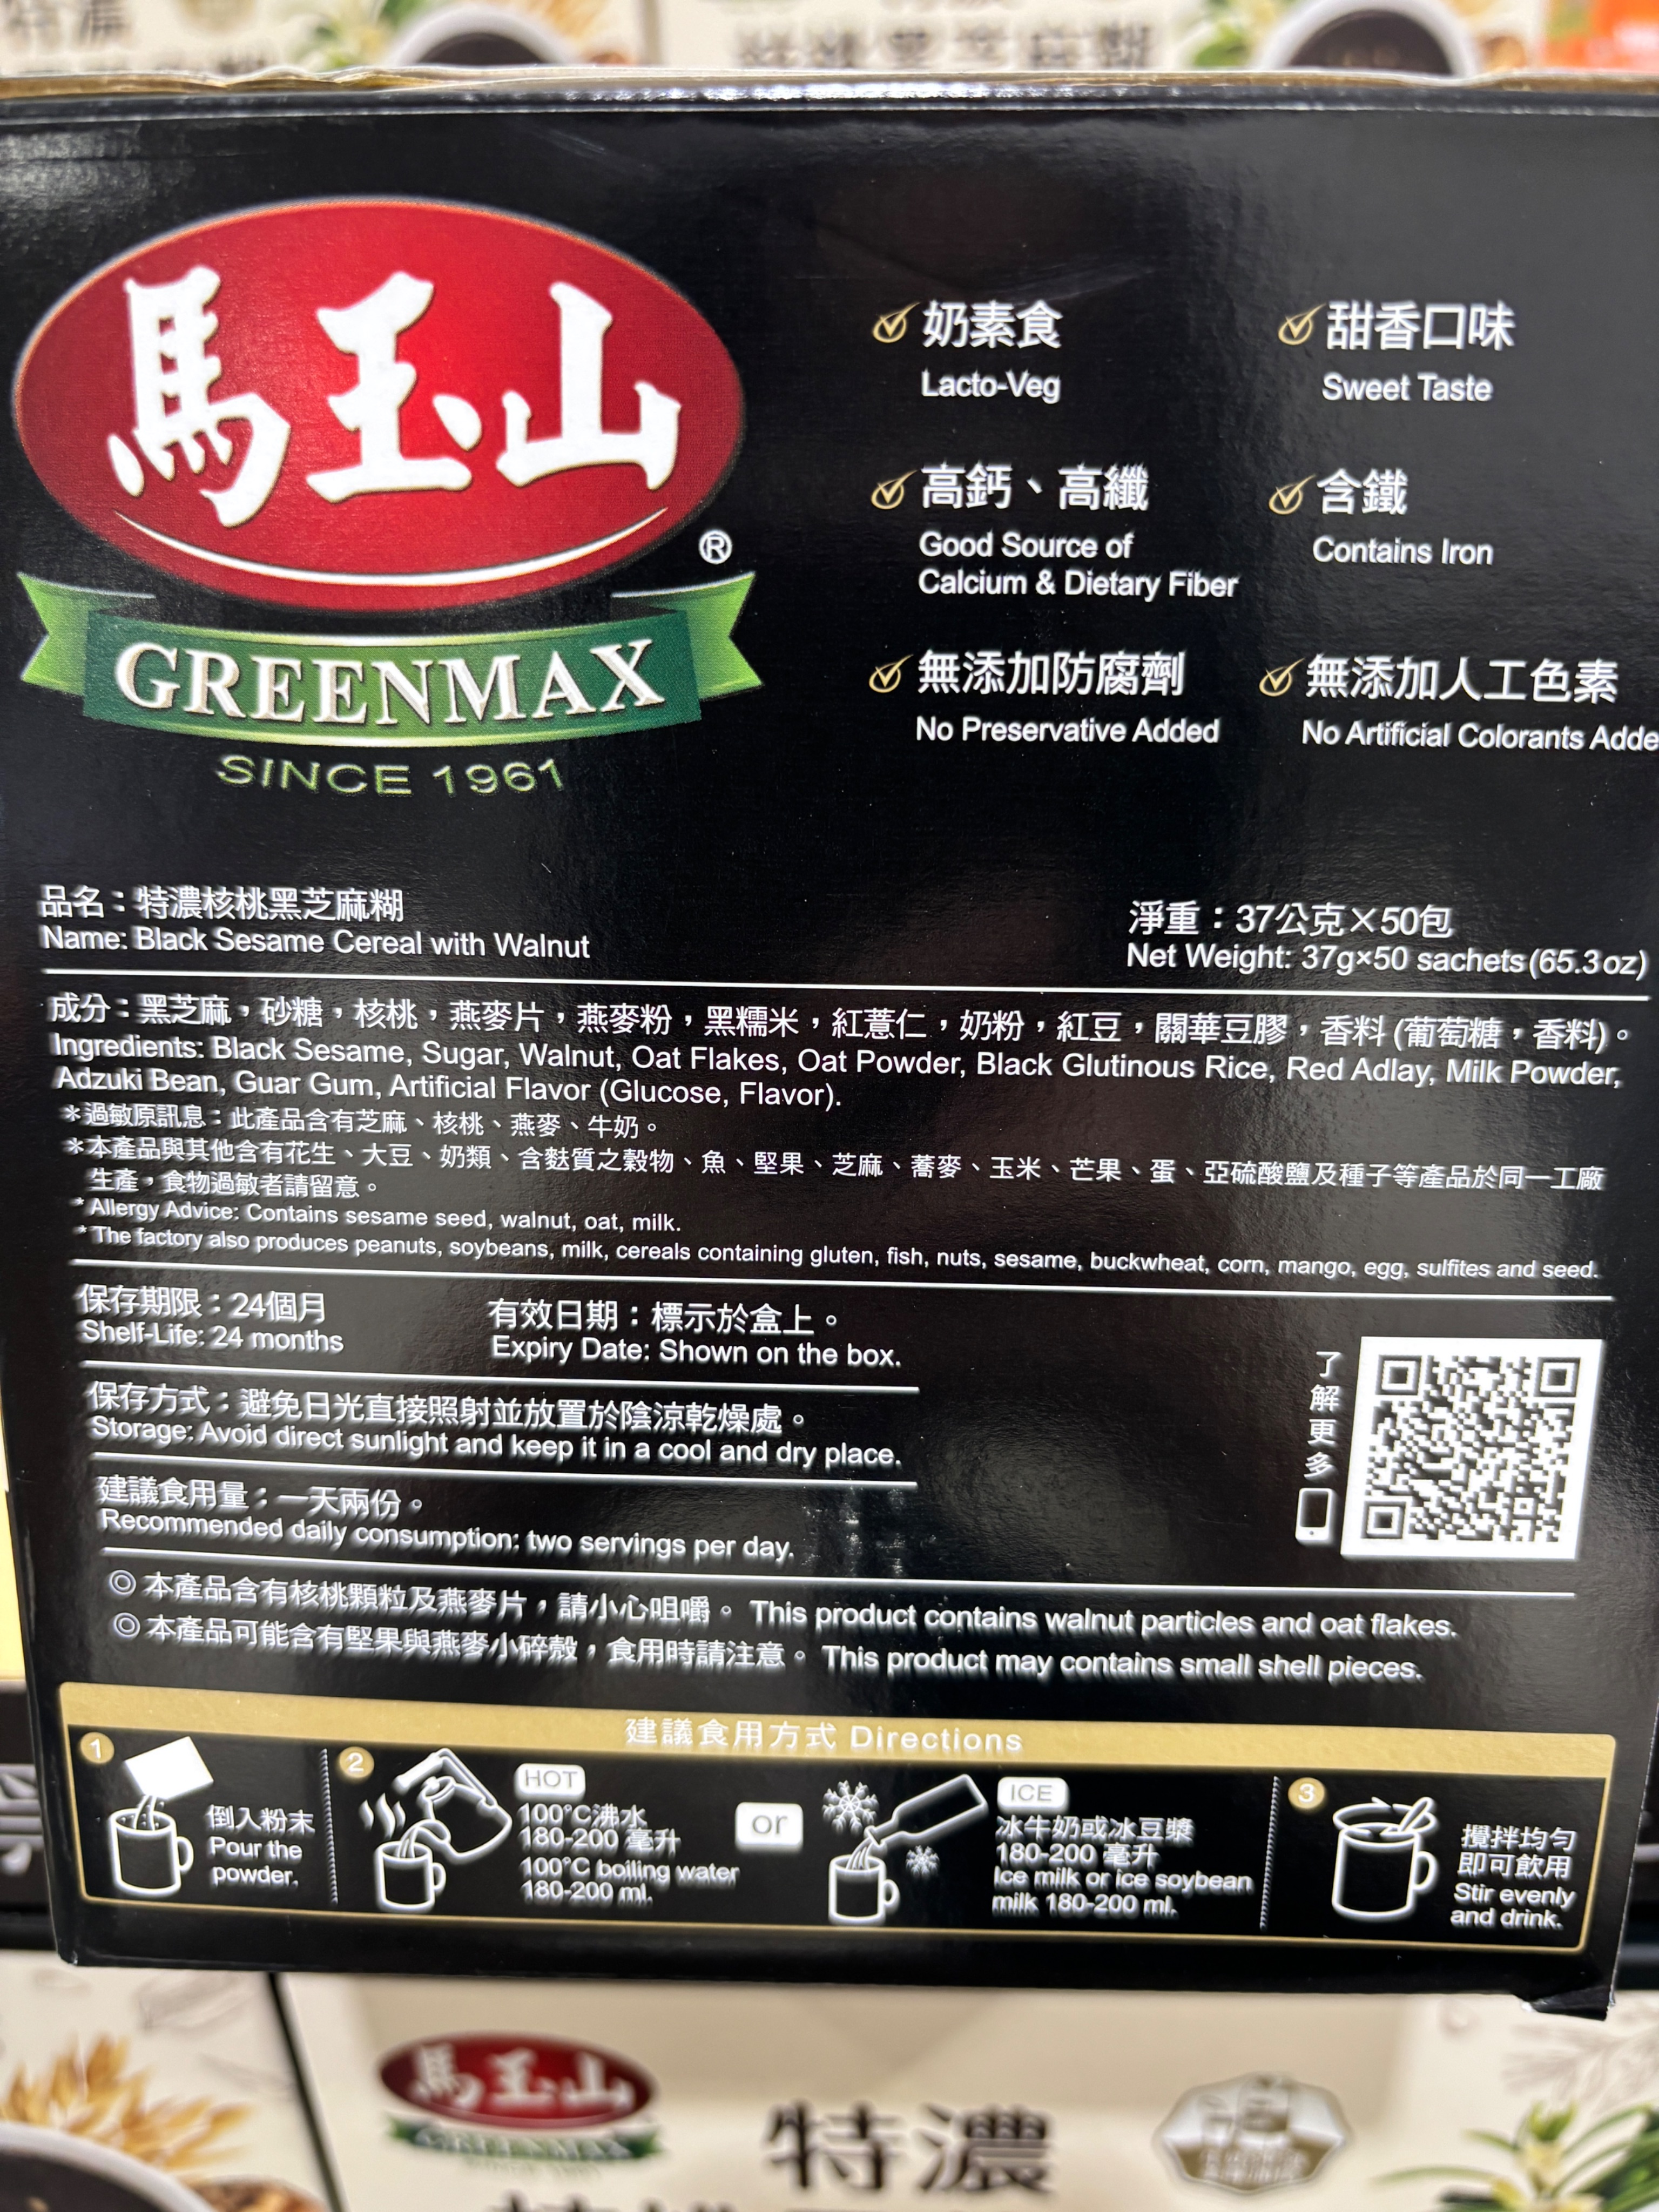 特濃
馬玉山
®
GREENMAX
SINCE 1961
奶素食
Lacto-Veg
甜香口味
Sweet Taste
高鈣、高纖
Good Source of
Calcium & Dietary Fiber
含鐵
Contains Iron
無添加防腐劑
No Preservative Added
無添加人工色素
No Artificial Colorants Adde
品名：特濃核桃黑芝麻糊
Name: Black Sesame Cereal with Walnut
淨重：37公克×50包
Net Weight: 37g×50 sachets (65.3oz)
成分：黑芝麻，砂糖，核桃，燕麥片，燕麥粉，黑糯米，紅薏仁，奶粉，紅豆，關華豆膠，香料 (葡萄糖，香料)。
Ingredients: Black Sesame, Sugar, Walnut, Oat Flakes, Oat Powder, Black Glutinous Rice, Red Adlay, Milk Powder,
Adzuki Bean, Guar Gum, Artificial Flavor (Glucose, Flavor).
＊過敏原訊息：此產品含有芝麻、核桃、燕麥、牛奶。
＊本產品與其他含有花生、大豆、奶類、含麩質之穀物、魚、堅果、芝麻、蕎麥、玉米、芒果、蛋、亞硫酸鹽及種子等產品於同一工廠
生產，食物過敏者請留意。
* Allergy Advice: Contains sesame seed, walnut, oat, milk.
* The factory also produces peanuts, soybeans, milk, cereals containing gluten, fish, nuts, sesame, buckwheat, corn, mango, egg, sulfites and seed.
保存期限：24個月
Shelf-Life: 24 months
有效日期：標示於盒上。
Expiry Date: Shown on the box.
保存方式：避免日光直接照射並放置於陰涼乾燥處。
Storage: Avoid direct sunlight and keep it in a cool and dry place.
建議食用量：一天兩份。
Recommended daily consumption: two servings per day.
了解更多
◎ 本產品含有核桃顆粒及燕麥片，請小心咀嚼。 This product contains walnut particles and oat flakes.
◎ 本產品可能含有堅果與燕麥小碎殼，食用時請注意。 This product may contains small shell pieces.
建議食用方式 Directions
1
倒入粉末
Pour the
powder.
2
HOT
100°C沸水
180-200 毫升
100°C boiling water
180-200 ml.
or
ICE
冰牛奶或冰豆漿
180-200 毫升
Ice milk or ice soybean
milk 180-200 ml.
3
攪拌均勻
即可飲用
Stir evenly
and drink.
馬玉山
GREENMAX
特濃